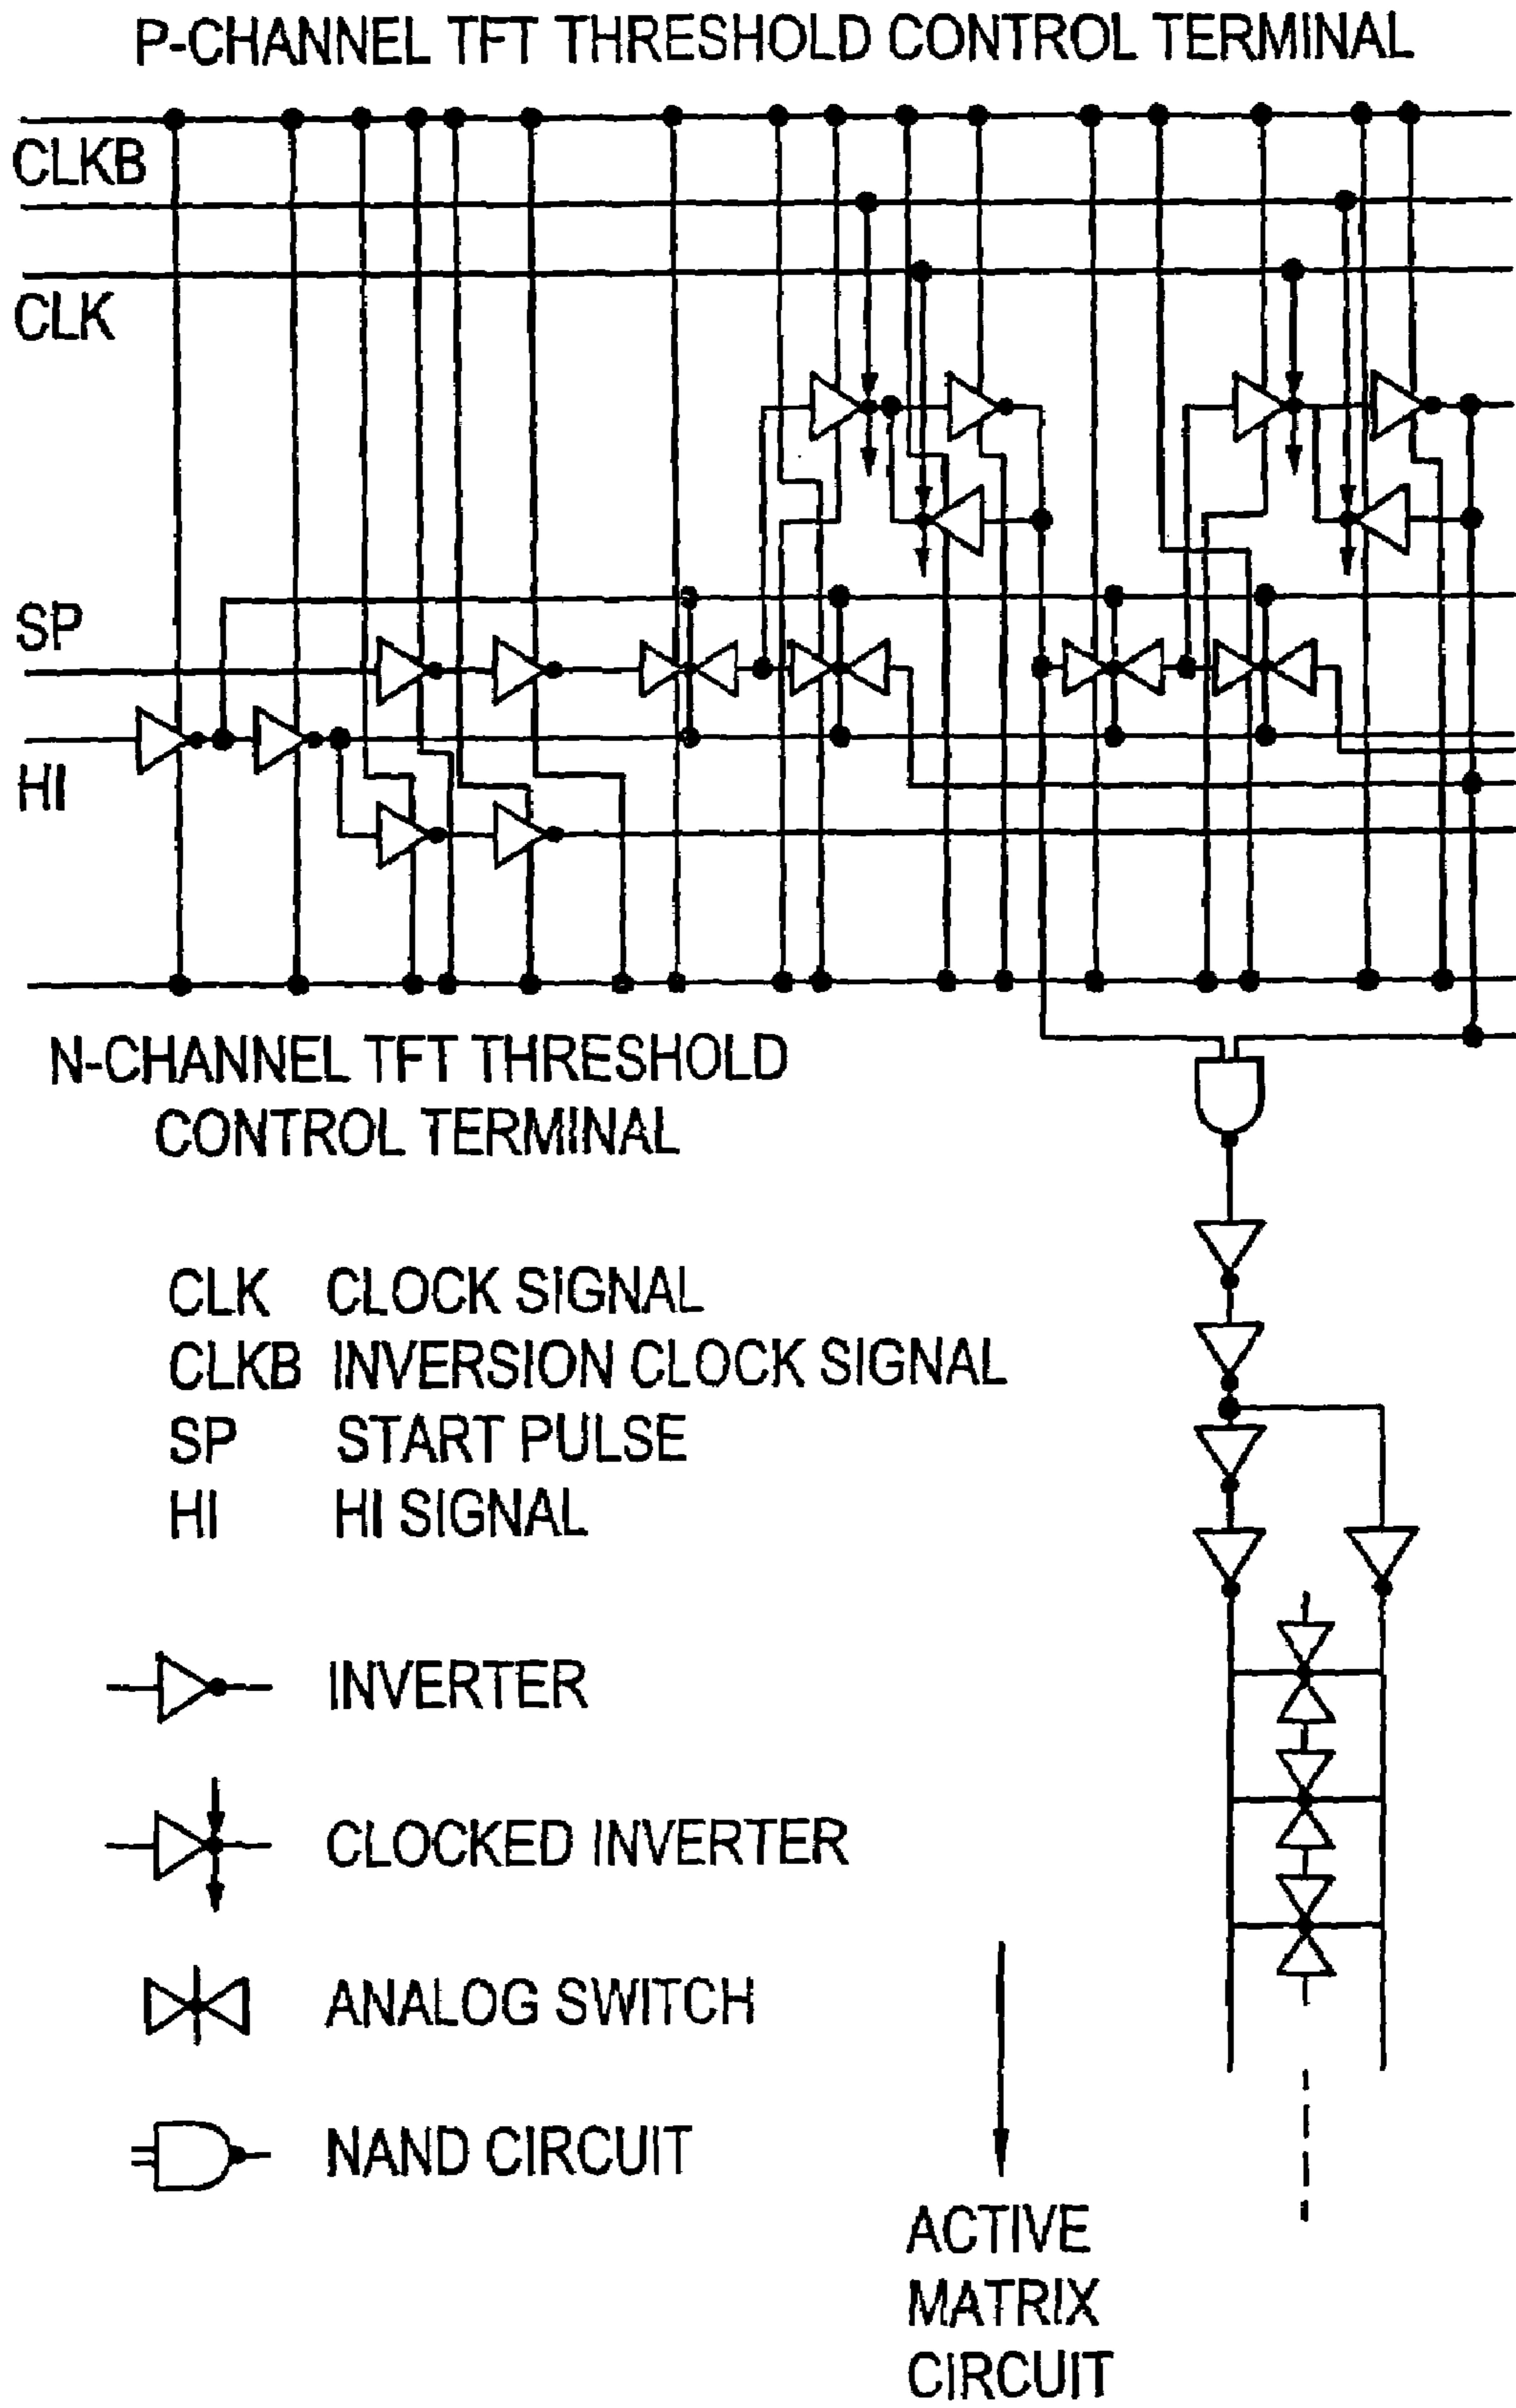 P-CHANNEL TFT THRESHOLD CONTROL TERMINAL
CLKB
CLK
SP
HI
N-CHANNEL TFT THRESHOLD
CONTROL TERMINAL
CLK CLOCK SIGNAL
CLKB INVERSION CLOCK SIGNAL
SP START PULSE
HI HI SIGNAL
INVERTER
CLOCKED INVERTER
ANALOG SWITCH
NAND CIRCUIT
ACTIVE
MATRIX
CIRCUIT